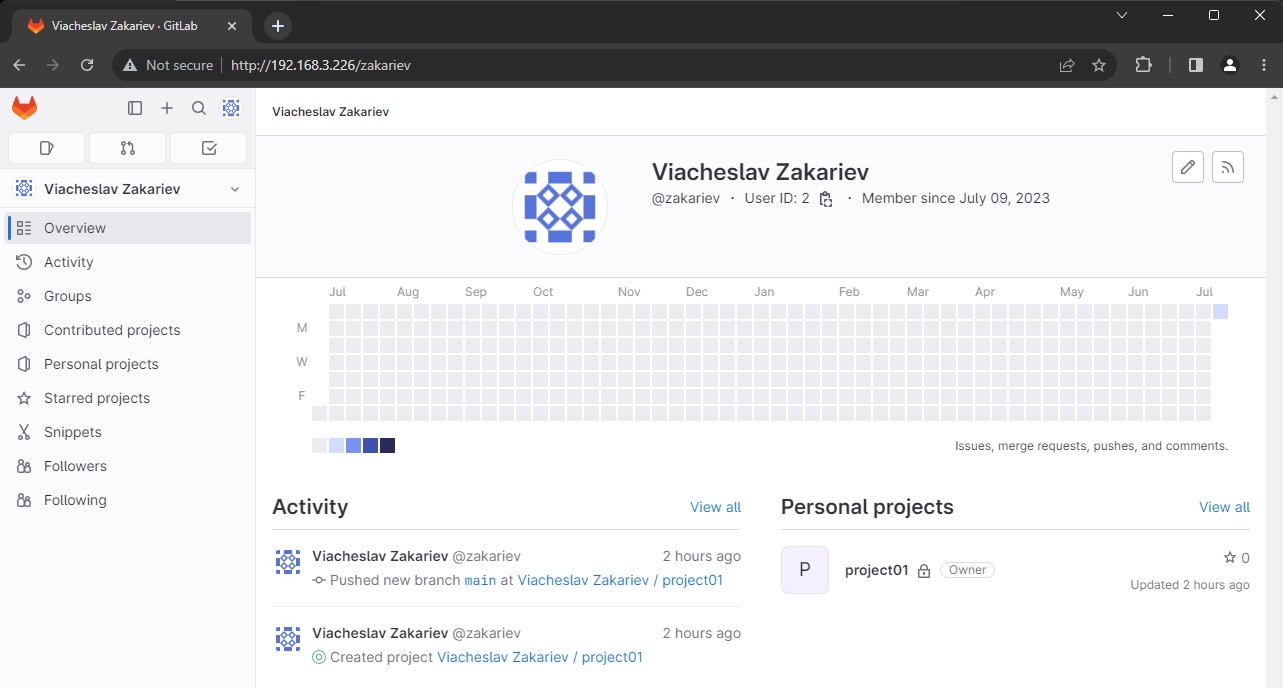 Viacheslav Zakariev · GitLab
Not secure
http://192.168.3.226/zakariev
Viacheslav Zakariev
Viacheslav Zakariev
Overview
Activity
Groups
Contributed projects
Personal projects
Starred projects
Snippets
Followers
Following
Viacheslav Zakariev
@zakariev · User ID: 2 · Member since July 09, 2023
Jul Aug Sep Oct Nov Dec Jan Feb Mar Apr May Jun Jul
M
W
F
Issues, merge requests, pushes, and comments.
Activity View all
Viacheslav Zakariev @zakariev 2 hours ago
Pushed new branch main at Viacheslav Zakariev / project01
Viacheslav Zakariev @zakariev 2 hours ago
Created project Viacheslav Zakariev / project01
Personal projects View all
P
project01 Owner
0
Updated 2 hours ago